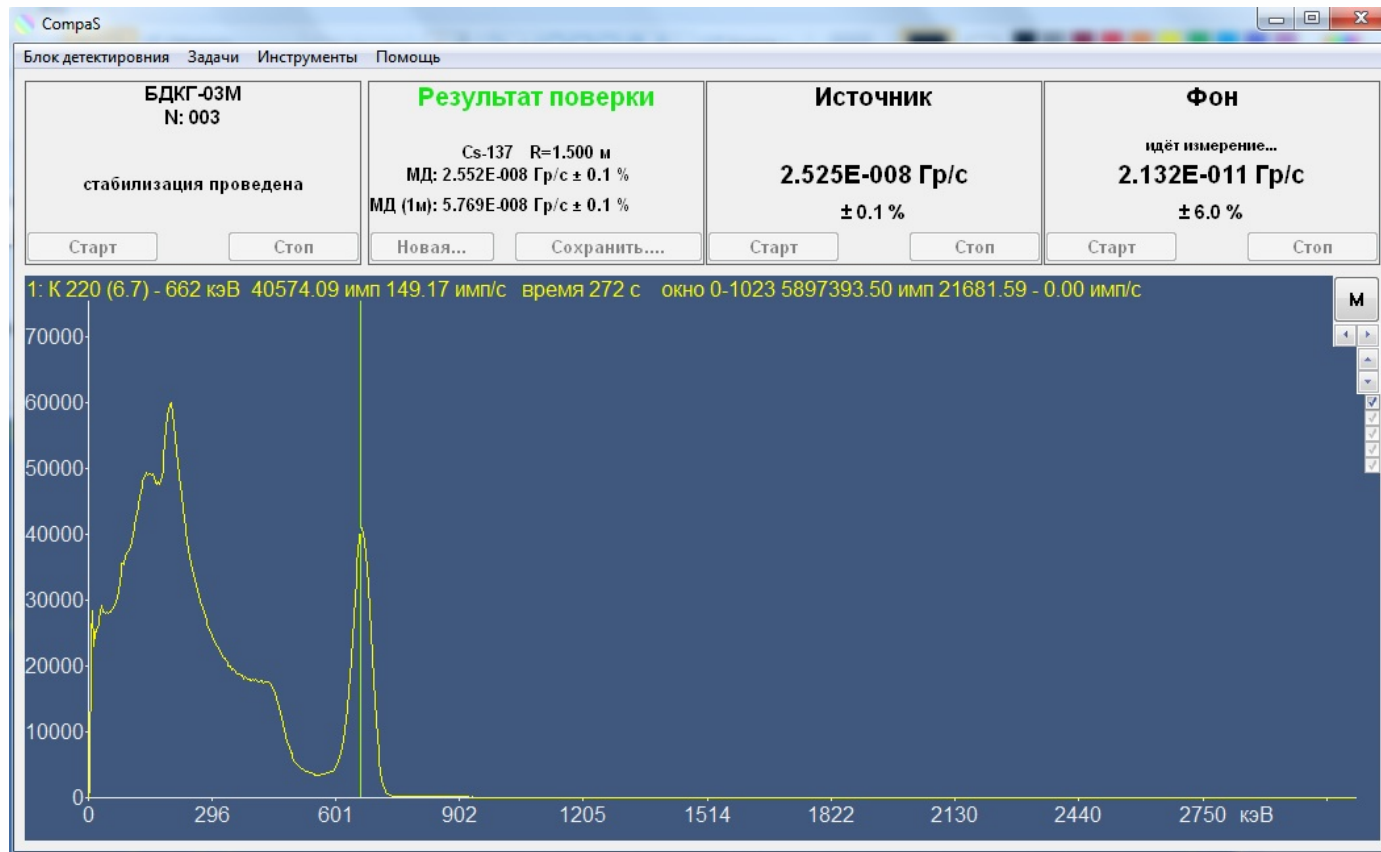 CompaS
Блок детектировния Задачи Инструменты Помощь
БДКГ-03М
N: 003
стабилизация проведена
Старт Стоп
Результат поверки
Cs-137 R=1.500 м
МД: 2.552E-008 Гр/с ± 0.1 %
МД (1м): 5.769E-008 Гр/с ± 0.1 %
Новая... Сохранить....
Источник
2.525E-008 Гр/с
± 0.1 %
Старт Стоп
Фон
идёт измерение...
2.132E-011 Гр/с
± 6.0 %
Старт Стоп
1: К 220 (6.7) - 662 кэВ 40574.09 имп 149.17 имп/с время 272 с окно 0-1023 5897393.50 имп 21681.59 - 0.00 имп/с
М
70000
60000
50000
40000
30000
20000
10000
0
0 296 601 902 1205 1514 1822 2130 2440 2750 кэВ